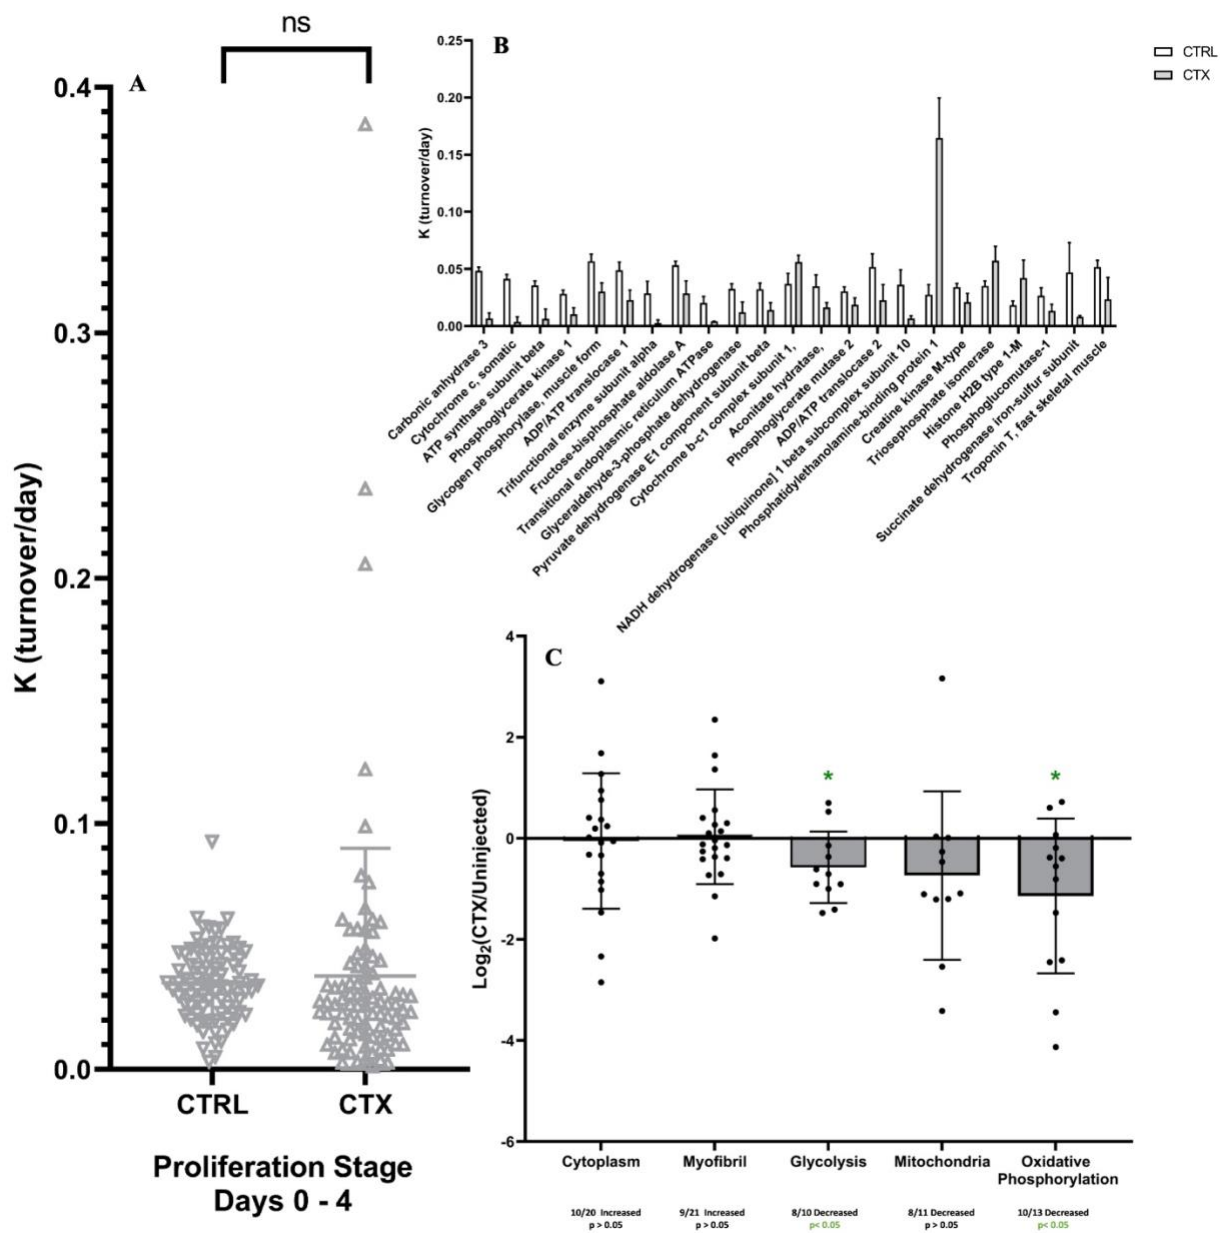 ns
A
0.4
0.3
0.2
0.1
0.0
K (turnover/day)
CTRL
CTX
Proliferation Stage
Days 0 - 4
B
CTRL
CTX
0.25
0.20
0.15
0.10
0.05
0.00
K (turnover/day)
Carbonic anhydrase 3
Cytochrome c, somatic
ATP synthase subunit beta
Phosphoglycerate kinase 1
Glycogen phosphorylase, muscle form
ADP/ATP translocase 1
Trifunctional enzyme subunit alpha
Fructose-bisphosphate aldolase A
Transitional endoplasmic reticulum ATPase
Glyceraldehyde-3-phosphate dehydrogenase
Pyruvate dehydrogenase E1 component subunit beta
Cytochrome b-c1 complex subunit 1,
Aconitate hydratase,
Phosphoglycerate mutase 2
ADP/ATP translocase 2
NADH dehydrogenase [ubiquinone] 1 beta subcomplex subunit 10
Phosphatidylethanolamine-binding protein 1
Creatine kinase M-type
Triosephosphate isomerase
Histone H2B type 1-M
Phosphoglucomutase-1
Succinate dehydrogenase iron-sulfur subunit
Troponin T, fast skeletal muscle
C
4
2
0
-2
-4
-6
Log2(CTX/Uninjected)
*
*
Cytoplasm
Myofibril
Glycolysis
Mitochondria
Oxidative
Phosphorylation
10/20 Increased
p > 0.05
9/21 Increased
p > 0.05
8/10 Decreased
p< 0.05
8/11 Decreased
p > 0.05
10/13 Decreased
p< 0.05